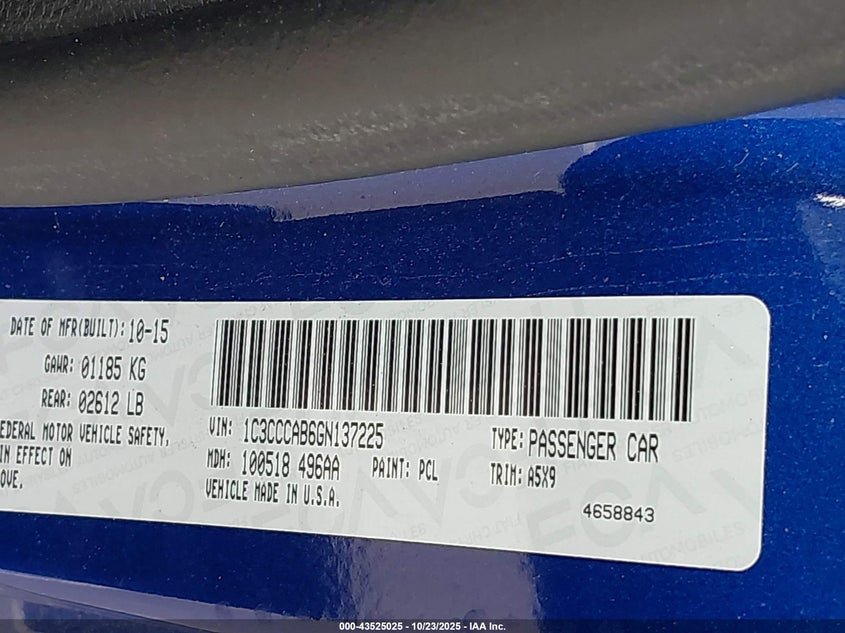 DATE OF MFR(BUILT): 10-15
GAWR: 01185 KG
REAR: 02612 LB
EDERAL MOTOR VEHICLE SAFETY,
IN EFFECT ON
OVE.
VIN: 1C3CCCAB6GN137225
TYPE: PASSENGER CAR
MDH: 100518 496AA
PAINT: PCL
TRIM: A5X9
VEHICLE MADE IN U.S.A.
4658843
000-43525025 - 10/23/2025 - IAA Inc.